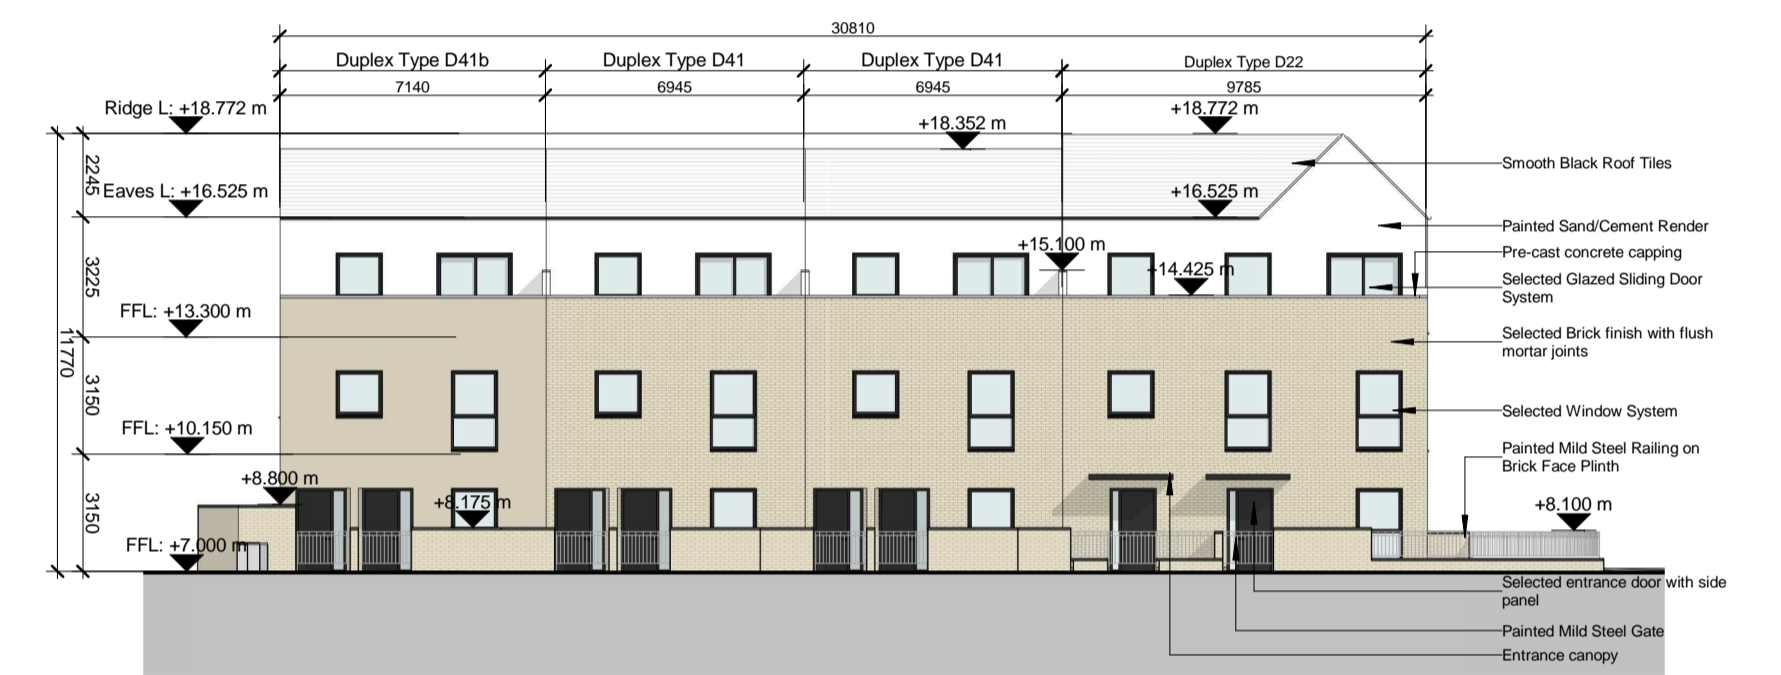 30810
Duplex Type D41b
Duplex Type D41
Duplex Type D41
Duplex Type D22
7140
6945
6945
9785
Ridge L: +18.772 m
+18.352 m
+18.772 m
2245
Smooth Black Roof Tiles
Eaves L: +16.525 m
+16.525 m
Painted Sand/Cement Render
+15.100 m
Pre-cast concrete capping
3225
+14.425 m
Selected Glazed Sliding Door
System
FFL: +13.300 m
Selected Brick finish with flush
mortar joints
11770
3150
Selected Window System
FFL: +10.150 m
Painted Mild Steel Railing on
Brick Face Plinth
+8.800 m
+8.175 m
+8.100 m
3150
FFL: +7.000 m
Selected entrance door with side
panel
Painted Mild Steel Gate
Entrance canopy